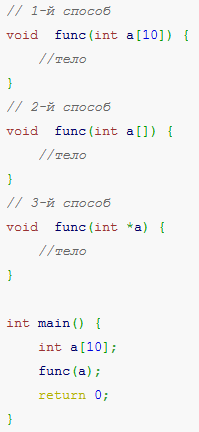 // 1-й способ
void  func(int a[10]) {
    //тело
}
// 2-й способ
void  func(int a[]) {
    //тело
}
// 3-й способ
void  func(int *a) {
    //тело
}

int main() {
    int a[10];
    func(a);
    return 0;
}